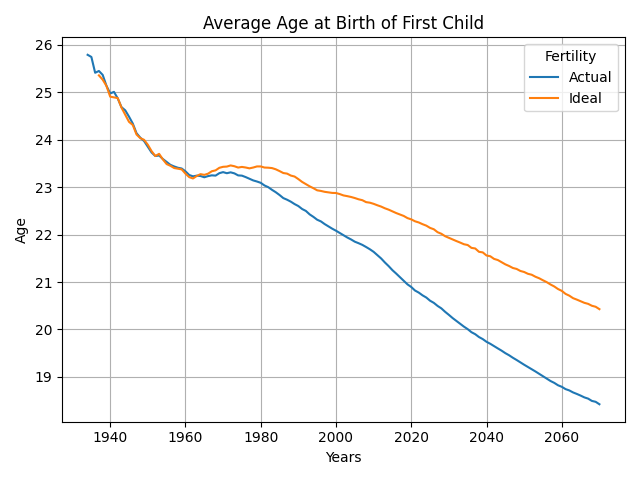 Average Age at Birth of First Child
Fertility
Actual
Ideal
26
25
24
23
22
21
20
19
Age
1940 1960 1980 2000 2020 2040 2060
Years